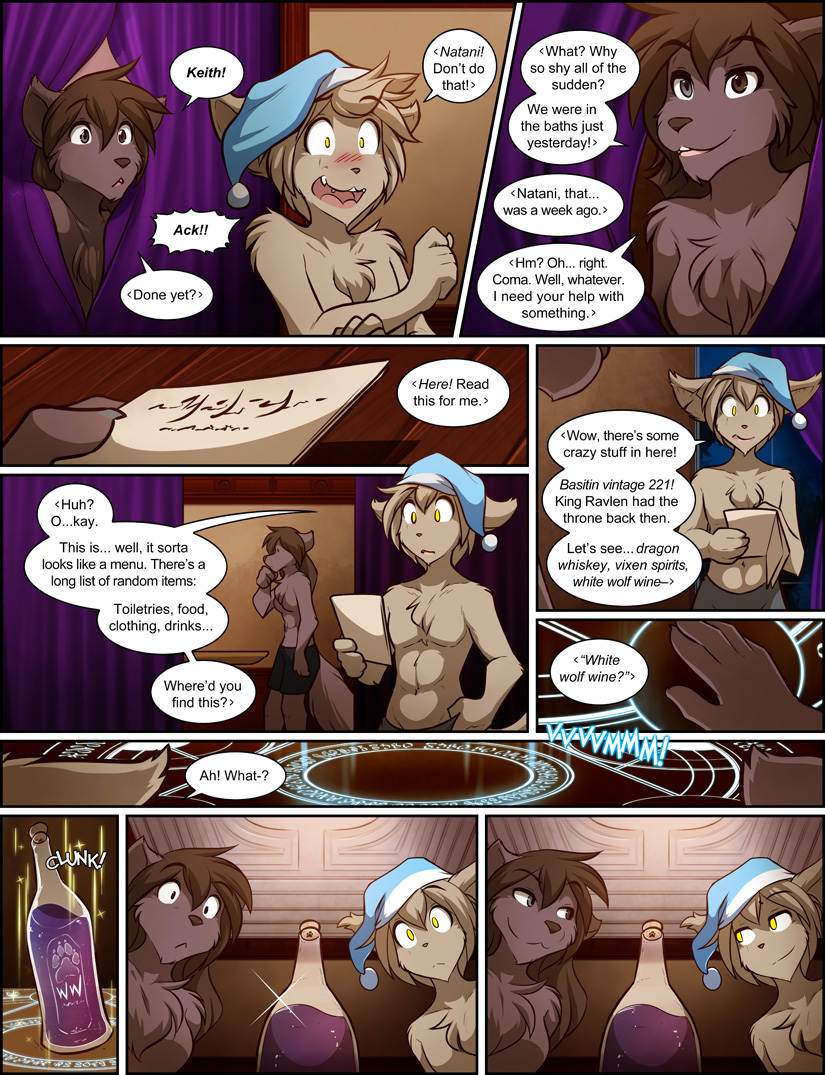 Keith!
‹Natani!
Don't do
that!›
Ack!!
‹Done yet?›
‹What? Why
so shy all of the
sudden?
We were in
the baths just
yesterday!›
‹Natani, that...
was a week ago.›
‹Hm? Oh... right.
Coma. Well, whatever.
I need your help with
something.›
‹Here! Read
this for me.›
‹Huh?
O...kay.
This is... well, it sorta
looks like a menu. There's a
long list of random items:
Toiletries, food,
clothing, drinks...
Where'd you
find this?›
‹Wow, there's some
crazy stuff in here!
Basitin vintage 221!
King Ravlen had the
throne back then.
Let's see... dragon
whiskey, vixen spirits,
white wolf wine–›
‹“White
wolf wine?”›
VVVVMMM!
Ah! What-?
CLUNK!
WW